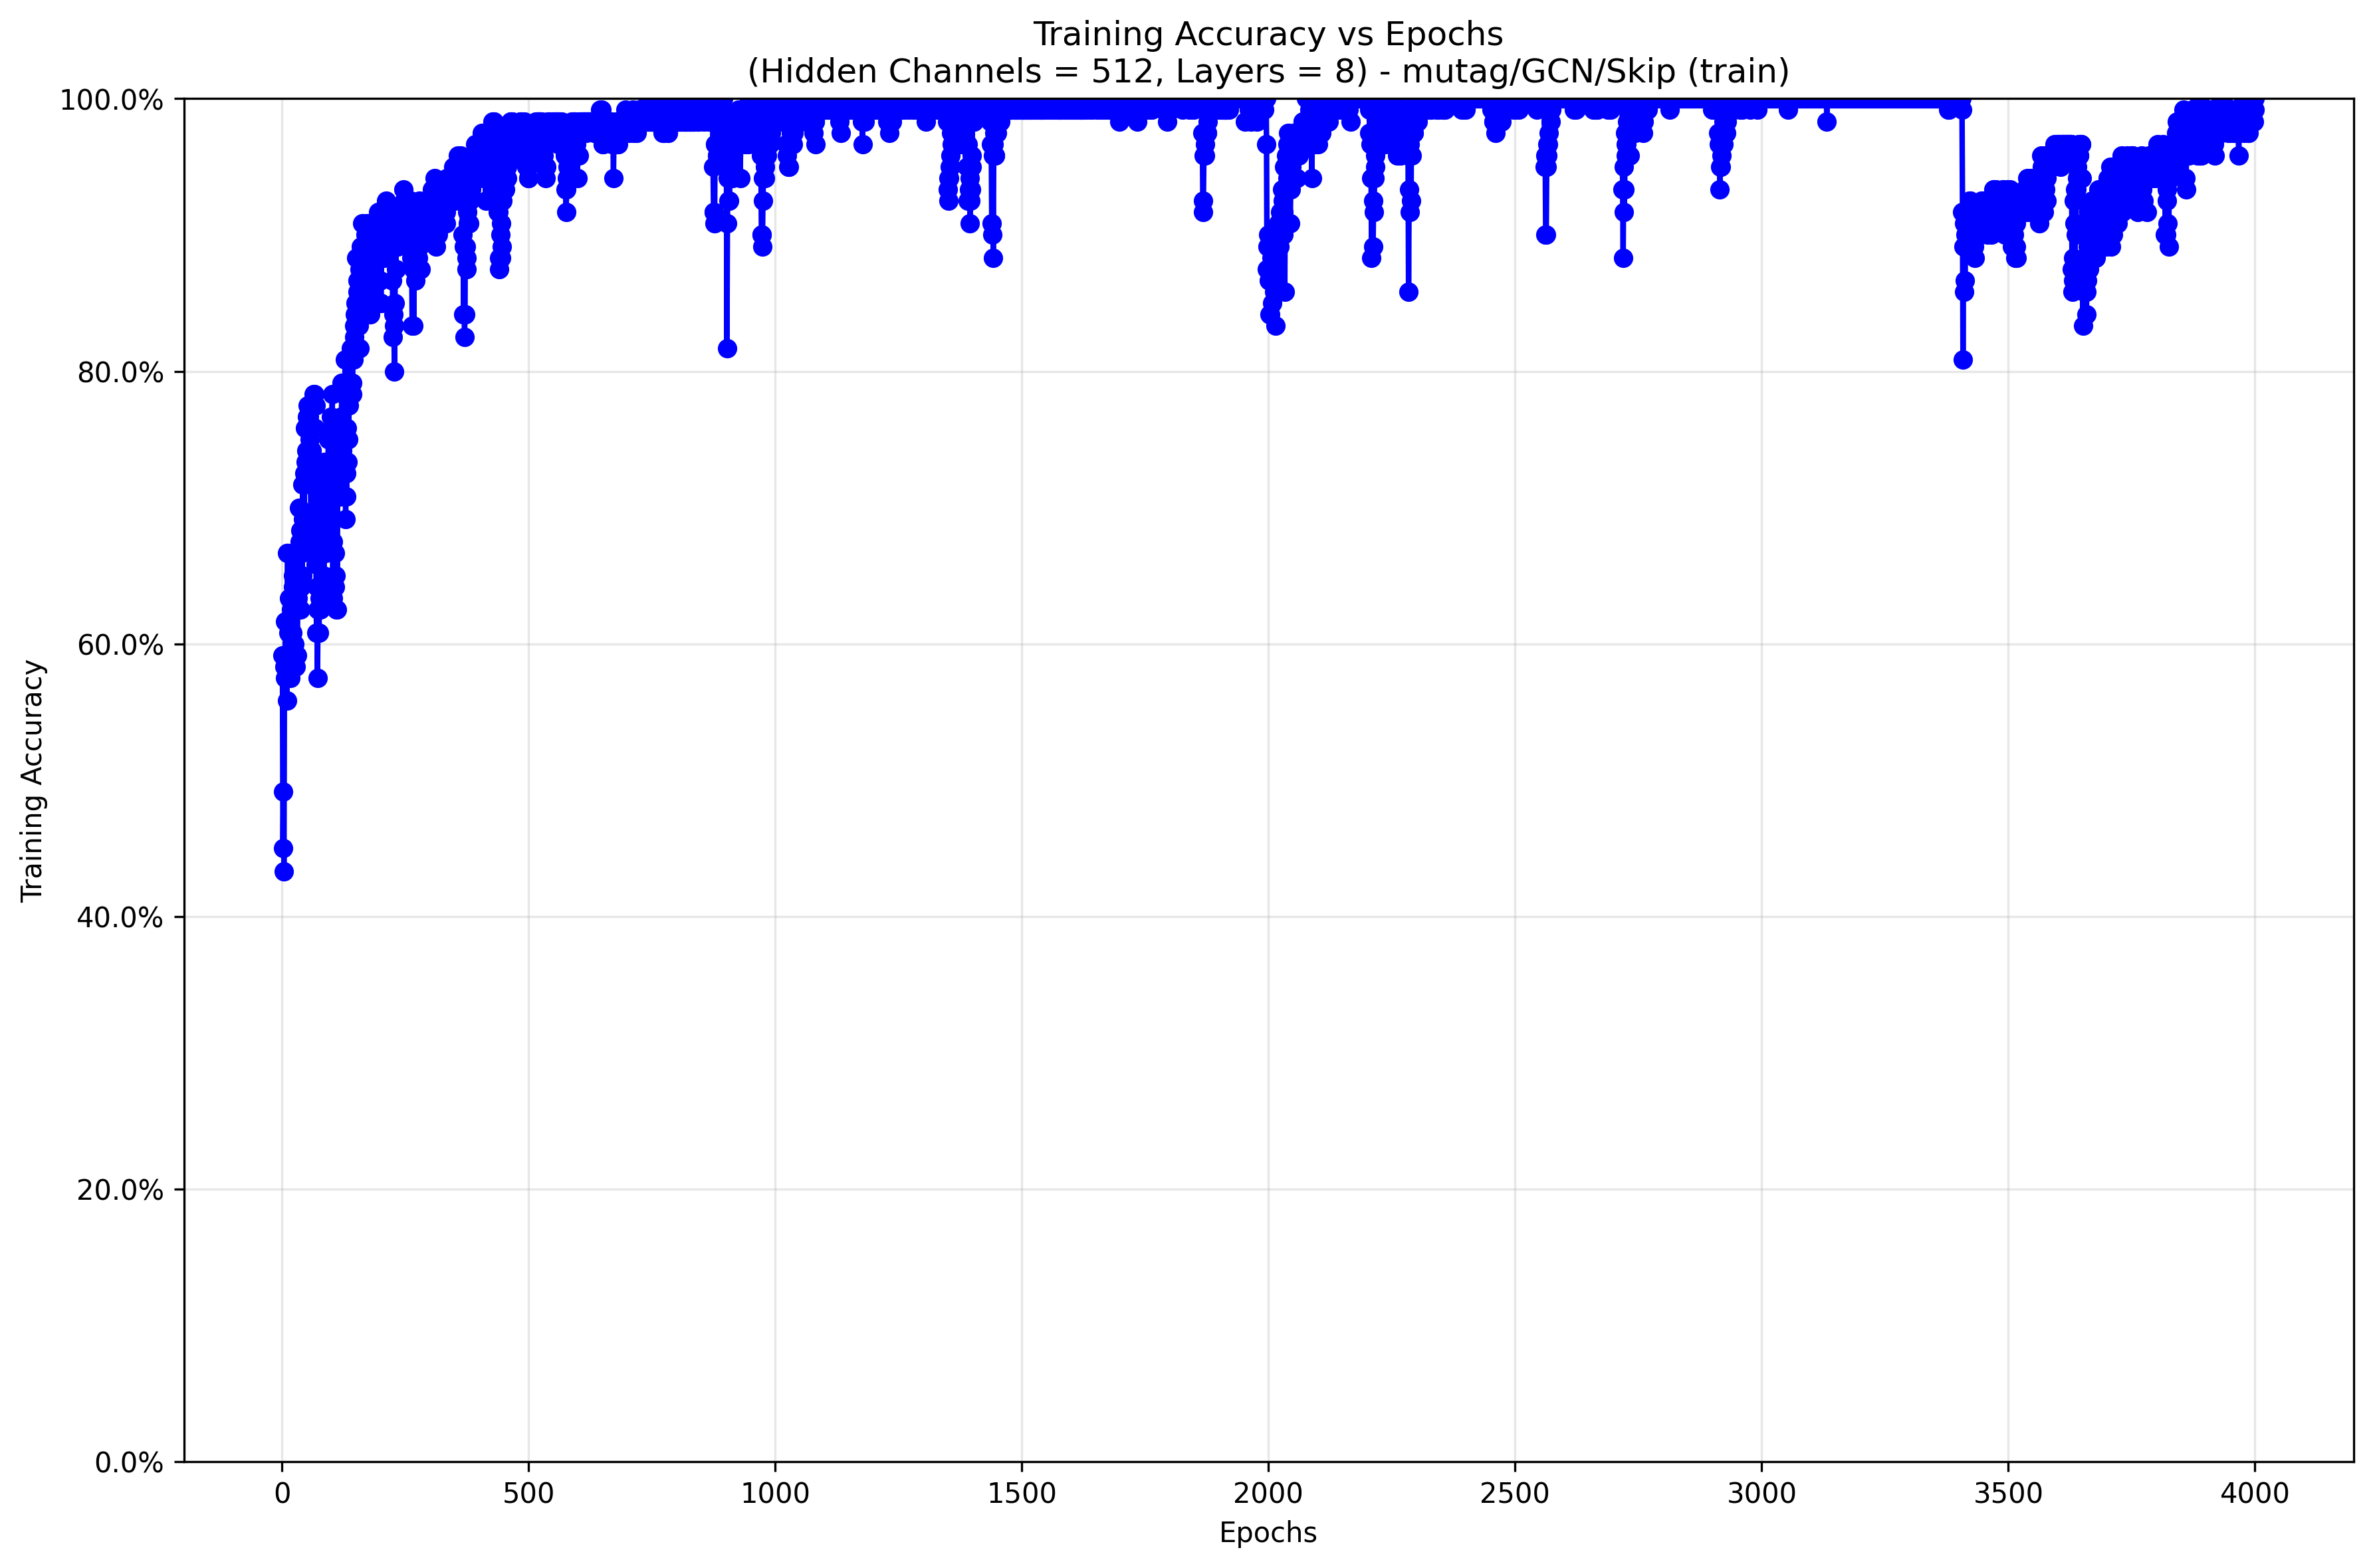 Training Accuracy vs Epochs
(Hidden Channels = 512, Layers = 8) - mutag/GCN/Skip (train)
100.0%
80.0%
60.0%
40.0%
20.0%
0.0%
Training Accuracy
0 500 1000 1500 2000 2500 3000 3500 4000
Epochs